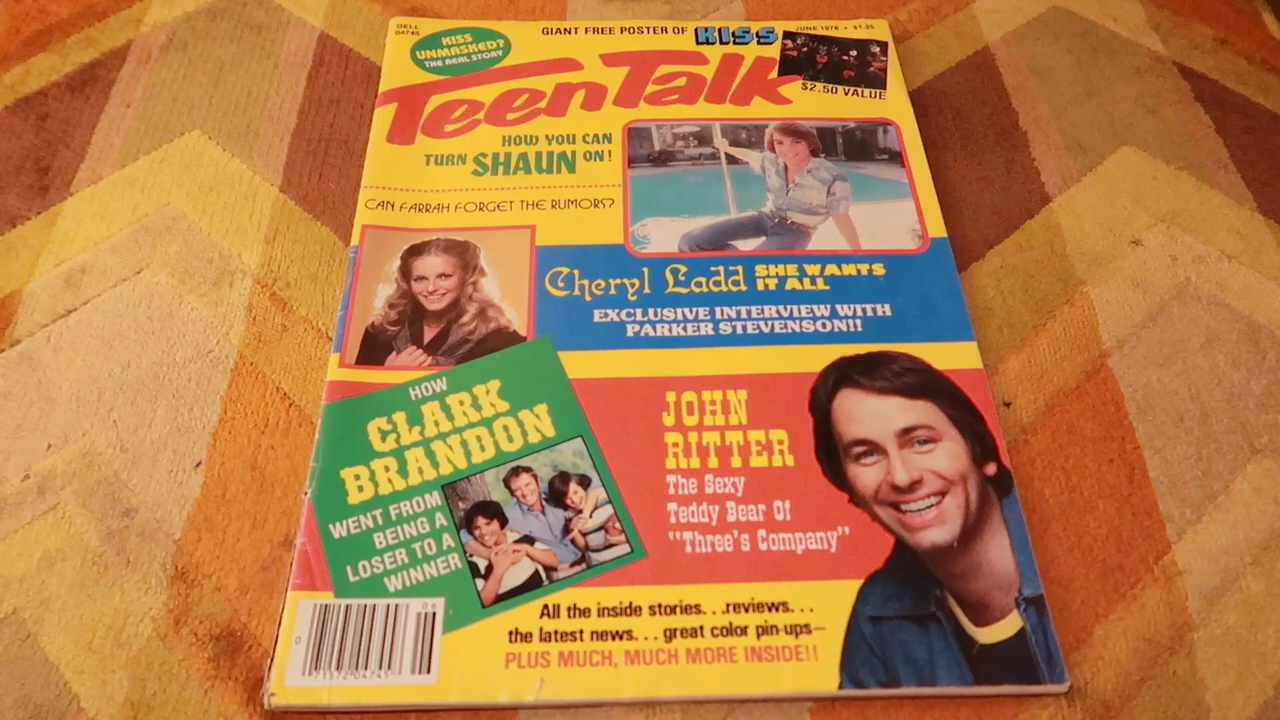 DELL
04745
KISS
UNMASKED?
THE REAL STORY
GIANT FREE POSTER OF KISS
JUNE 1978 • $1.25
$2.50 VALUE
TeenTalk
HOW YOU CAN
TURN SHAUN ON!
CAN FARRAH FORGET THE RUMORS?
Cheryl Ladd SHE WANTS
IT ALL
EXCLUSIVE INTERVIEW WITH
PARKER STEVENSON!!
HOW
CLARK
BRANDON
WENT FROM
BEING A
LOSER TO A
WINNER
JOHN
RITTER
The Sexy
Teddy Bear Of
"Three's Company"
All the inside stories. . .reviews. . .
the latest news. . . great color pin-ups—
PLUS MUCH, MUCH MORE INSIDE!!
06
0
71572 04745